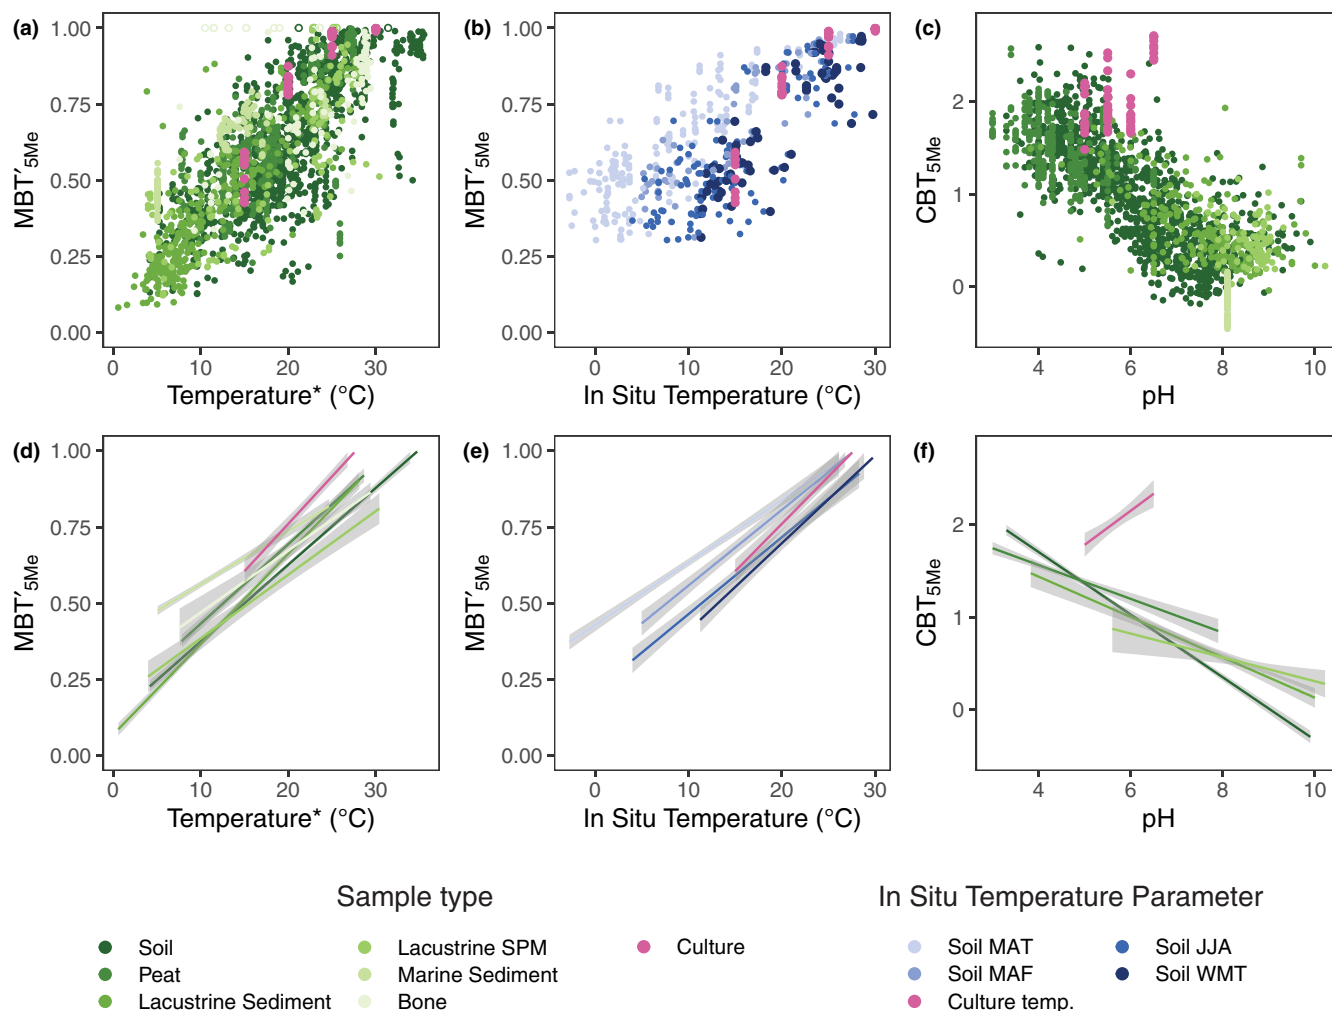 (a)
1.00
0.75
0.50
0.25
0.00
MBT′5Me
0 10 20 30
Temperature* (°C)
(b)
1.00
0.75
0.50
0.25
0.00
MBT′5Me
0 10 20 30
In Situ Temperature (°C)
(c)
2
1
0
CBT5Me
4 6 8 10
pH
(d)
1.00
0.75
0.50
0.25
0.00
MBT′5Me
0 10 20 30
Temperature* (°C)
(e)
1.00
0.75
0.50
0.25
0.00
MBT′5Me
0 10 20 30
In Situ Temperature (°C)
(f)
2
1
0
CBT5Me
4 6 8 10
pH
Sample type
Soil
Peat
Lacustrine Sediment
Lacustrine SPM
Marine Sediment
Bone
Culture
In Situ Temperature Parameter
Soil MAT
Soil MAF
Culture temp.
Soil JJA
Soil WMT